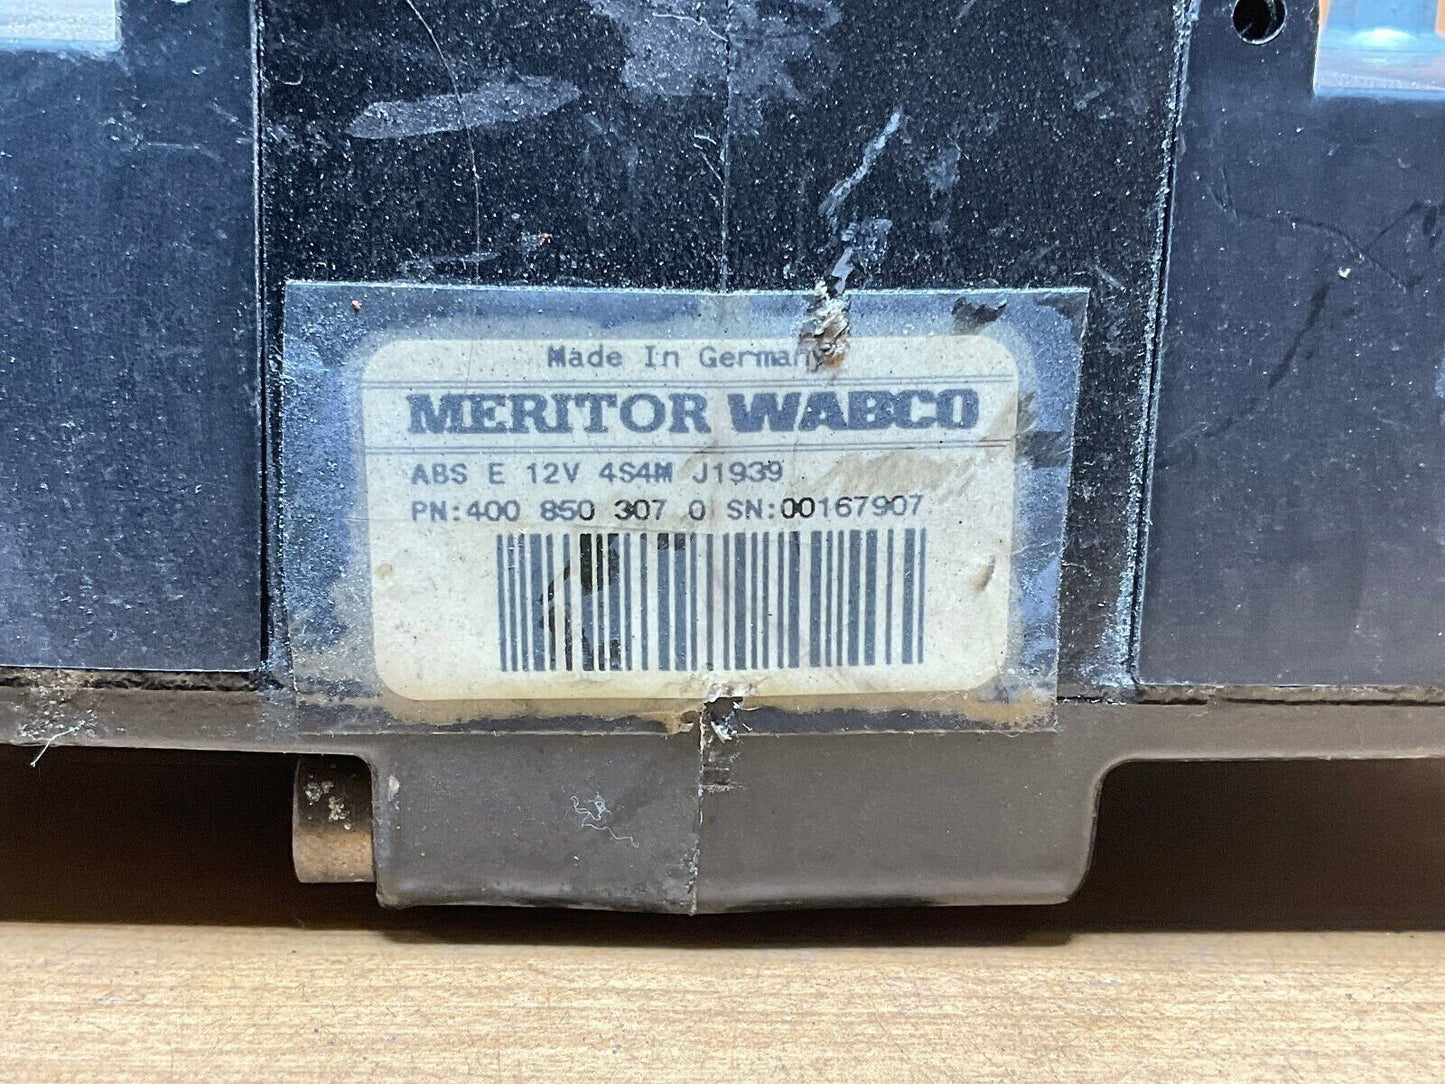 Made In Germany
MERITOR WABCO
ABS E 12V 4S4M J1939
PN:400 850 307 0 SN:00167907